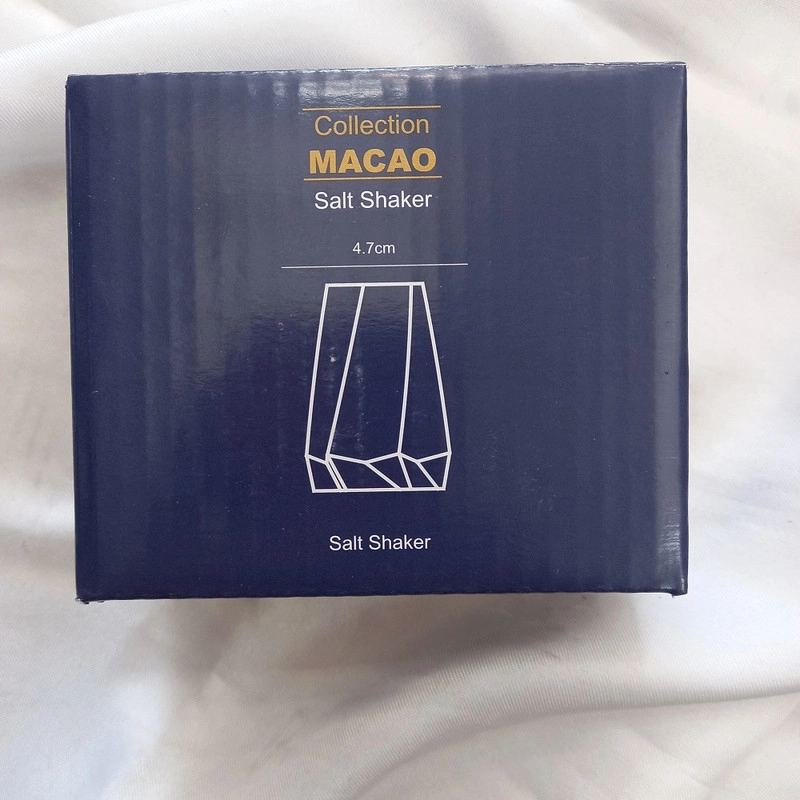 Collection
MACAO
Salt Shaker
4.7cm
Salt Shaker